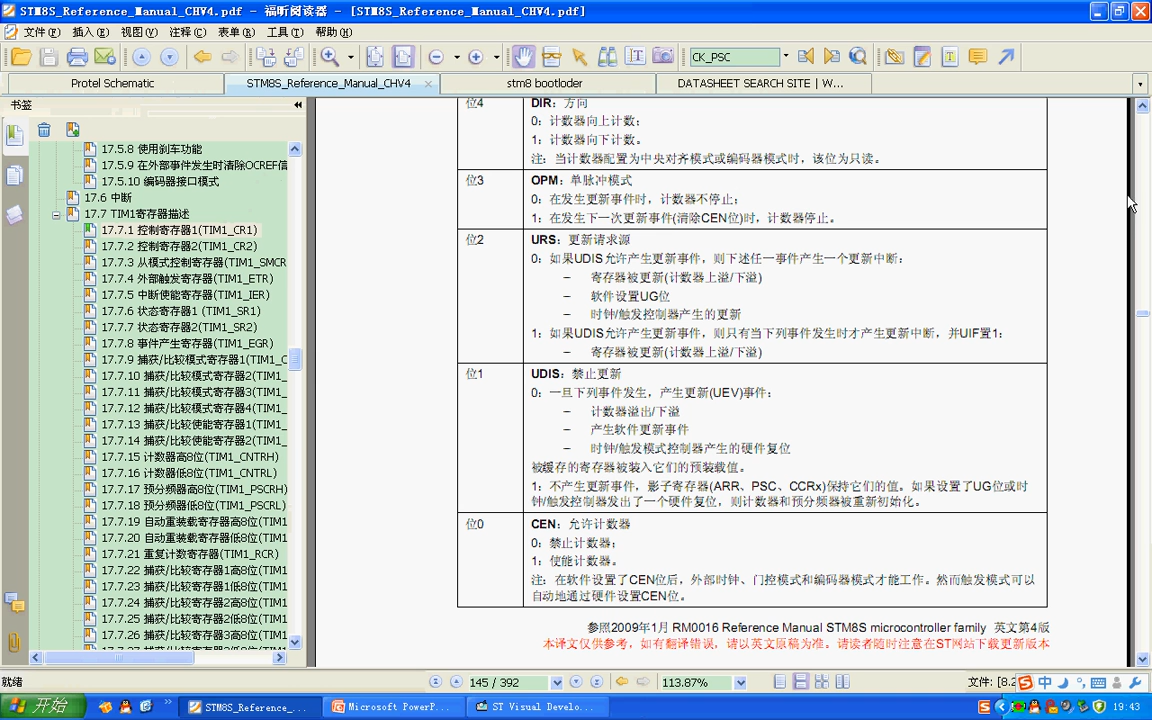 STM8S_Reference_Manual_CHV4.pdf - 福昕阅读器 - [STM8S_Reference_Manual_CHV4.pdf]
文件(F) 插入(I) 视图(V) 注释(C) 表单(R) 工具(T) 帮助(H)
CK_PSC
Protel Schematic
STM8S_Reference_Manual_CHV4
stm8 bootloder
DATASHEET SEARCH SITE | W...
书签
17.5.8 使用刹车功能
17.5.9 在外部事件发生时清除OCREF信
17.5.10 编码器接口模式
17.6 中断
17.7 TIM1寄存器描述
17.7.1 控制寄存器1(TIM1_CR1)
17.7.2 控制寄存器2(TIM1_CR2)
17.7.3 从模式控制寄存器(TIM1_SMCR
17.7.4 外部触发寄存器(TIM1_ETR)
17.7.5 中断使能寄存器(TIM1_IER)
17.7.6 状态寄存器1 (TIM1_SR1)
17.7.7 状态寄存器2(TIM1_SR2)
17.7.8 事件产生寄存器(TIM1_EGR)
17.7.9 捕获/比较模式寄存器1(TIM1_C
17.7.10 捕获/比较模式寄存器2(TIM1_
17.7.11 捕获/比较模式寄存器3(TIM1_
17.7.12 捕获/比较模式寄存器4(TIM1_
17.7.13 捕获/比较使能寄存器1(TIM1_
17.7.14 捕获/比较使能寄存器2(TIM1_
17.7.15 计数器高8位(TIM1_CNTRH)
17.7.16 计数器低8位(TIM1_CNTRL)
17.7.17 预分频器高8位(TIM1_PSCRH)
17.7.18 预分频器低8位(TIM1_PSCRL)
17.7.19 自动重装载寄存器高8位(TIM1
17.7.20 自动重装载寄存器低8位(TIM1
17.7.21 重复计数寄存器(TIM1_RCR)
17.7.22 捕获/比较寄存器1高8位(TIM1
17.7.23 捕获/比较寄存器1低8位(TIM1
17.7.24 捕获/比较寄存器2高8位(TIM1
17.7.25 捕获/比较寄存器2低8位(TIM1
17.7.26 捕获/比较寄存器3高8位(TIM1
位4 DIR：方向
0：计数器向上计数；
1：计数器向下计数。
注：当计数器配置为中央对齐模式或编码器模式时，该位为只读。
位3 OPM：单脉冲模式
0：在发生更新事件时，计数器不停止；
1：在发生下一次更新事件(清除CEN位)时，计数器停止。
位2 URS：更新请求源
0：如果UDIS允许产生更新事件，则下述任一事件产生一个更新中断：
– 寄存器被更新(计数器上溢/下溢)
– 软件设置UG位
– 时钟/触发控制器产生的更新
1：如果UDIS允许产生更新事件，则只有当下列事件发生时才产生更新中断，并UIF置1：
– 寄存器被更新(计数器上溢/下溢)
位1 UDIS：禁止更新
0：一旦下列事件发生，产生更新(UEV)事件：
– 计数器溢出/下溢
– 产生软件更新事件
– 时钟/触发模式控制器产生的硬件复位
被缓存的寄存器被装入它们的预装载值。
1：不产生更新事件，影子寄存器(ARR、PSC、CCRx)保持它们的值。如果设置了UG位或时
钟/触发控制器发出了一个硬件复位，则计数器和预分频器被重新初始化。
位0 CEN：允许计数器
0：禁止计数器；
1：使能计数器。
注：在软件设置了CEN位后，外部时钟、门控模式和编码器模式才能工作。然而触发模式可以
自动地通过硬件设置CEN位。
参照2009年1月 RM0016 Reference Manual STM8S microcontroller family 英文第4版
本译文仅供参考，如有翻译错误，请以英文原稿为准。请读者随时注意在ST网站下载更新版本
就绪
145 / 392
113.87%
文件: [8.2
中
开始
STM8S_Reference_...
Microsoft PowerP...
ST Visual Develo...
19:43